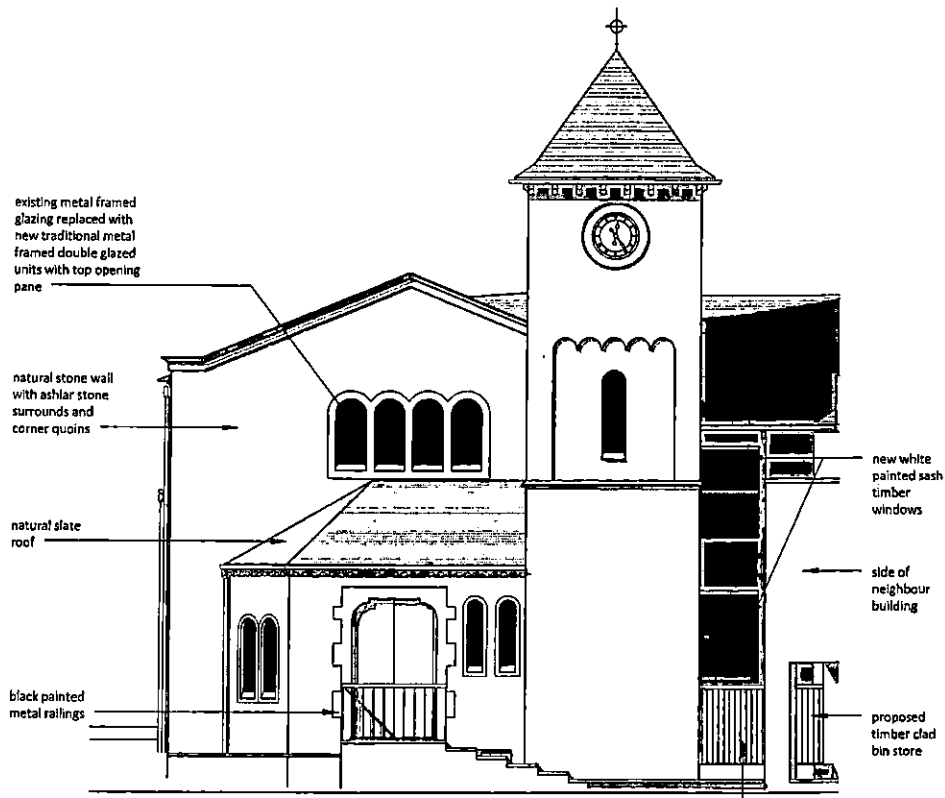 existing metal framed
glazing replaced with
new traditional metal
framed double glazed
units with top opening
pane
natural stone wall
with ashlar stone
surrounds and
corner quoins
natural slate
roof
black painted
metal railings
new white
painted sash
timber
windows
side of
neighbour
building
proposed
timber clad
bin store